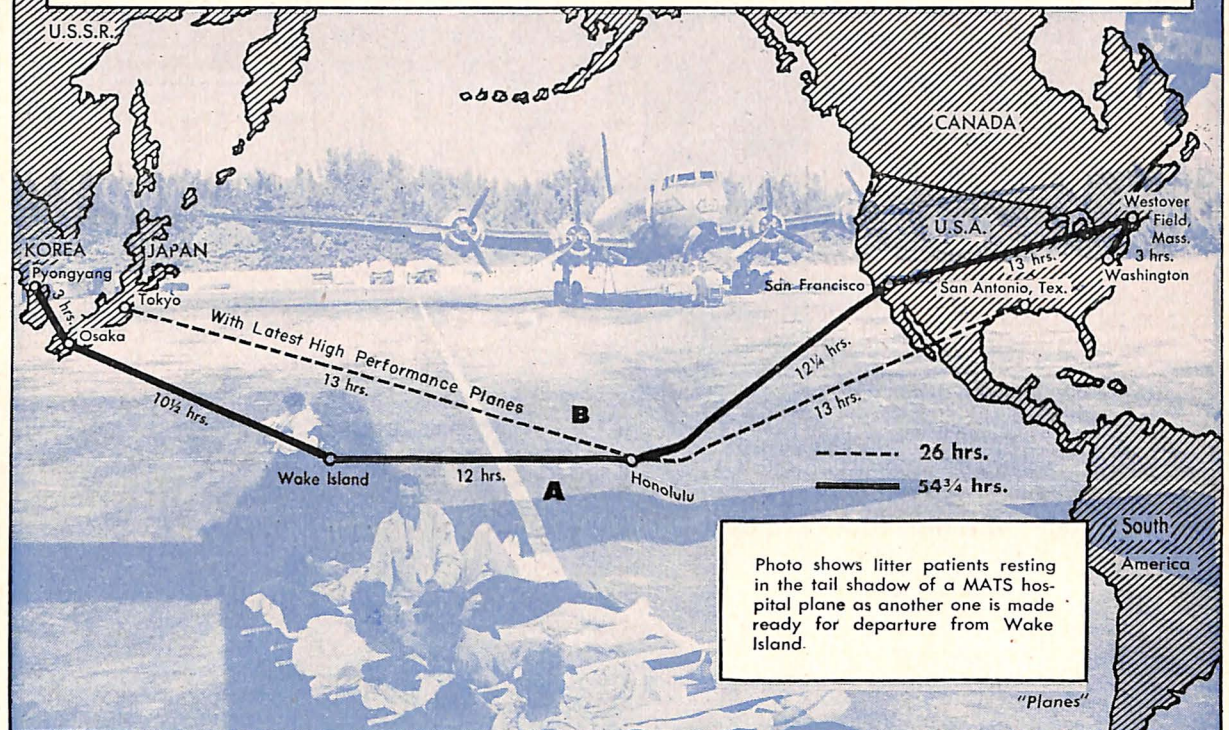 U.S.S.R.
CANADA
U.S.A.
Westover
Field,
Mass.
3 hrs.
Washington
13 hrs.
San Antonio, Tex.
San Francisco
KOREA
JAPAN
Pyongyang
3 hrs.
Tokyo
Osaka
With Latest High Performance Planes
13 hrs.
10½ hrs.
B
12¼ hrs.
13 hrs.
Wake Island
12 hrs.
A
Honolulu
26 hrs.
54¾ hrs.
South
America
Photo shows litter patients resting
in the tail shadow of a MATS hos-
pital plane as another one is made
ready for departure from Wake
Island.
"Planes"